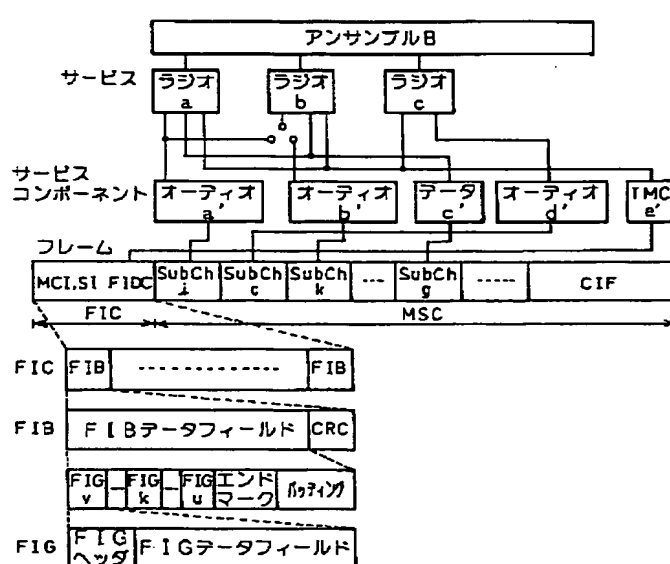 アンサンブルB
サービス
ラジオ a
ラジオ b
ラジオ c
サービス
コンポーネント
オーディオ a'
オーディオ b'
データ c'
オーディオ d'
TMC e'
フレーム
MCI,SI FIDC
SubCh i
SubCh c
SubCh k
SubCh g
CIF
FIC
MSC
FIC
FIB
FIB
FIB
FIBデータフィールド
CRC
FIG v
FIG k
FIG u
エンド
マーク
パッディング
FIG
FIG
ヘッダ
FIGデータフィールド